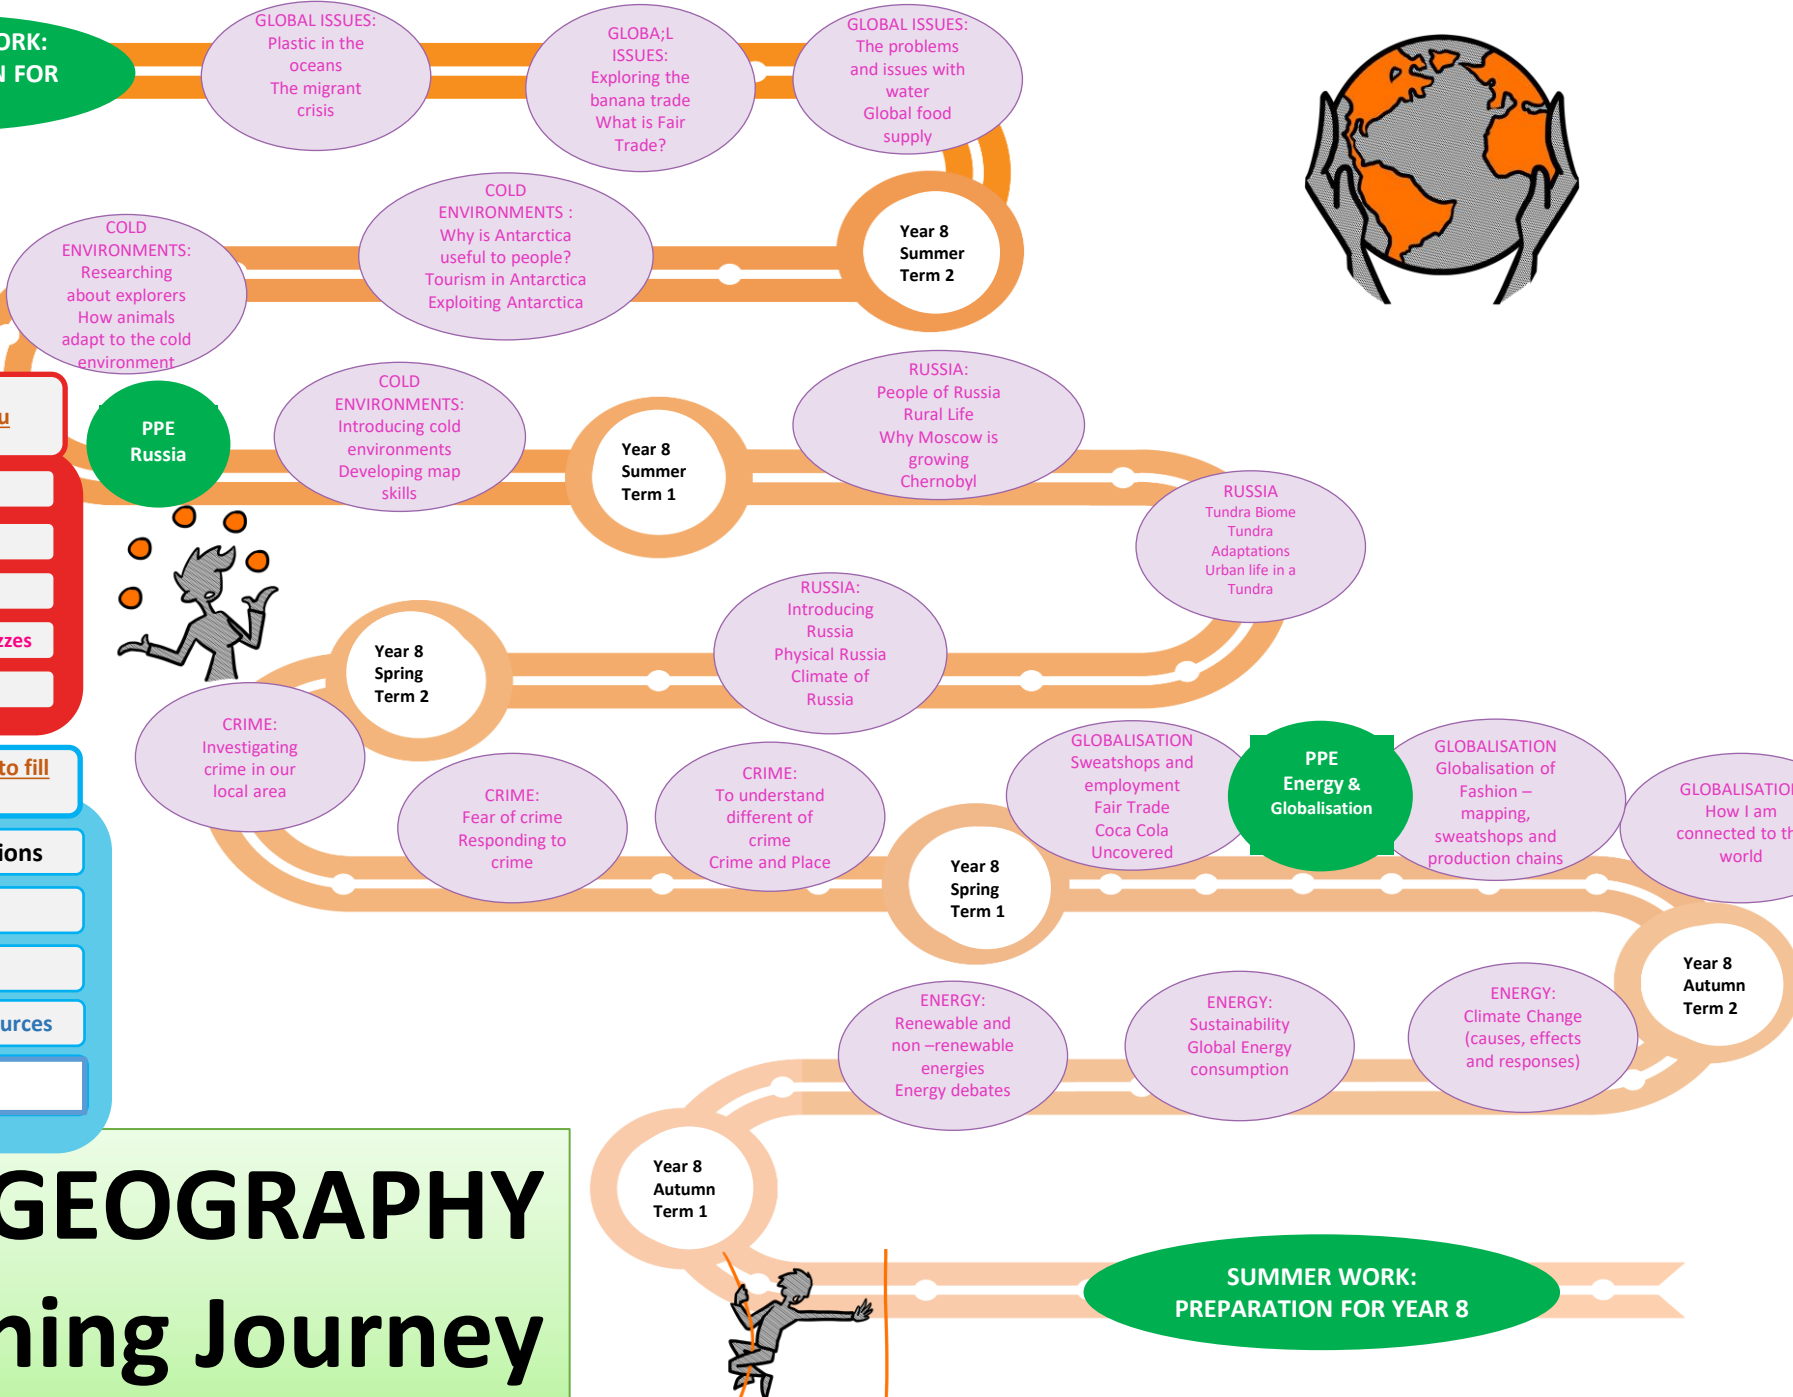 ORK:
N FOR
GLOBAL ISSUES:
Plastic in the
oceans
The migrant
crisis
GLOBA;L
ISSUES:
Exploring the
banana trade
What is Fair
Trade?
GLOBAL ISSUES:
The problems
and issues with
water
Global food
supply
COLD
ENVIRONMENTS:
Researching
about explorers
How animals
adapt to the cold
environment
COLD
ENVIRONMENTS :
Why is Antarctica
useful to people?
Tourism in Antarctica
Exploiting Antarctica
Year 8
Summer
Term 2
u
PPE
Russia
COLD
ENVIRONMENTS:
Introducing cold
environments
Developing map
skills
Year 8
Summer
Term 1
RUSSIA:
People of Russia
Rural Life
Why Moscow is
growing
Chernobyl
RUSSIA
Tundra Biome
Tundra
Adaptations
Urban life in a
Tundra
zzes
Year 8
Spring
Term 2
RUSSIA:
Introducing
Russia
Physical Russia
Climate of
Russia
CRIME:
Investigating
crime in our
local area
CRIME:
Fear of crime
Responding to
crime
CRIME:
To understand
different of
crime
Crime and Place
Year 8
Spring
Term 1
GLOBALISATION
Sweatshops and
employment
Fair Trade
Coca Cola
Uncovered
PPE
Energy &
Globalisation
GLOBALISATION
Globalisation of
Fashion –
mapping,
sweatshops and
production chains
GLOBALISATION
How I am
connected to th
world
to fill
ions
urces
Year 8
Autumn
Term 2
ENERGY:
Renewable and
non –renewable
energies
Energy debates
ENERGY:
Sustainability
Global Energy
consumption
ENERGY:
Climate Change
(causes, effects
and responses)
Year 8
Autumn
Term 1
GEOGRAPHY
ning Journey
SUMMER WORK:
PREPARATION FOR YEAR 8